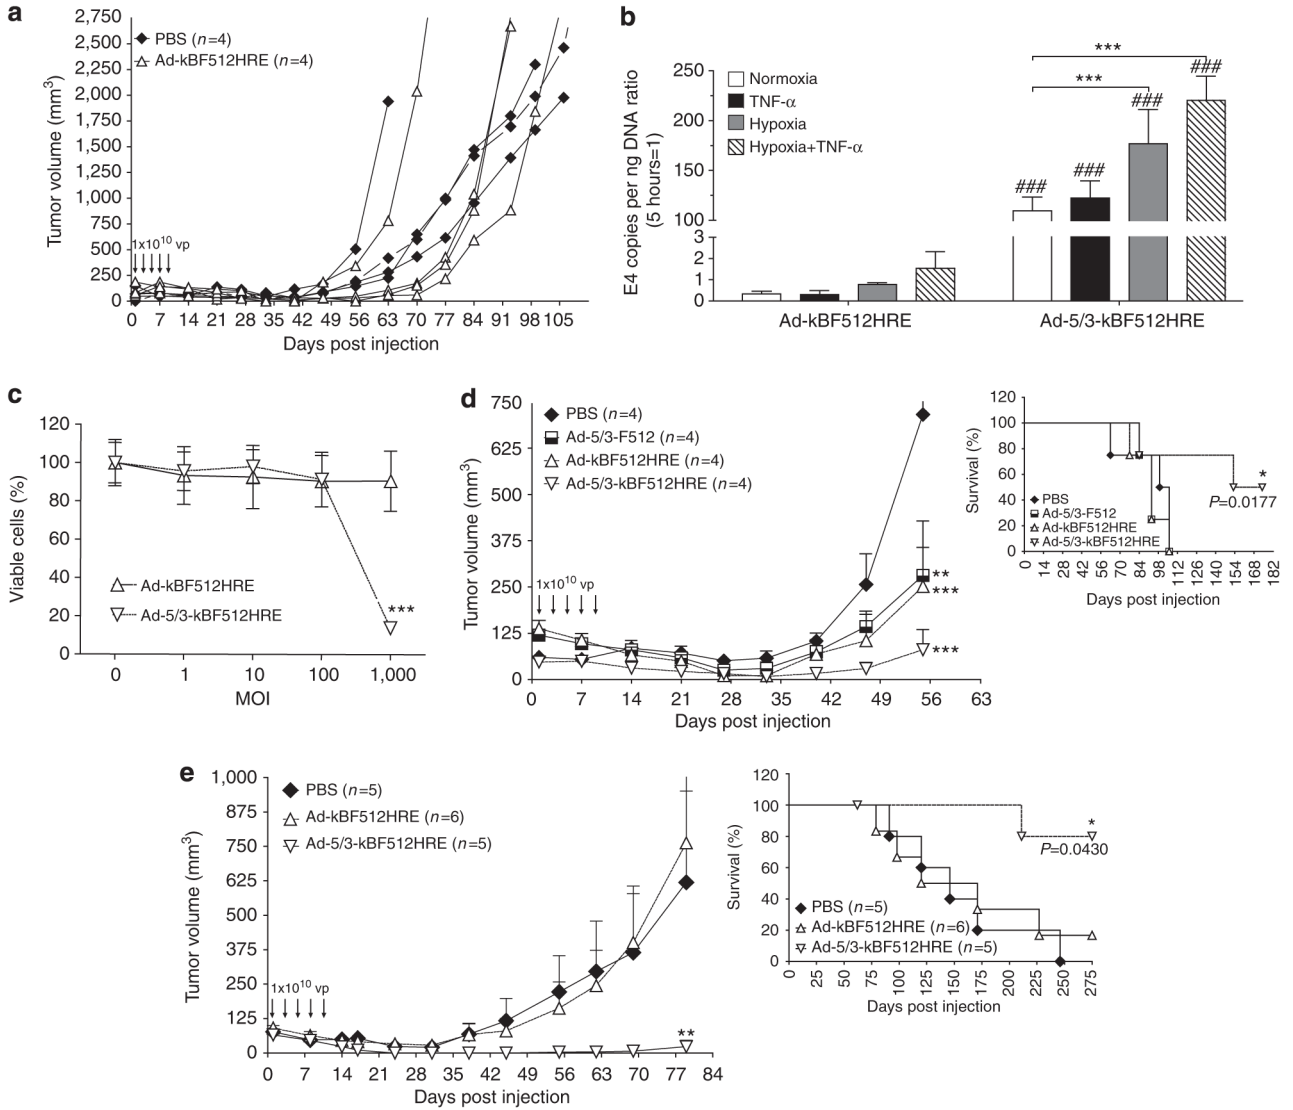 a
2,750
2,500
2,250
2,000
1,750
1,500
1,250
1,000
750
500
250
0
Tumor volume (mm³)
PBS (n=4)
Ad-kBF512HRE (n=4)
1x10¹⁰ vp
0 7 14 21 28 35 42 49 56 63 70 77 84 91 98 105
Days post injection
b
E4 copies per ng DNA ratio
(5 hours=1)
250
200
150
100
3
2
1
0
Normoxia
TNF-α
Hypoxia
Hypoxia+TNF-α
***
***
###
###
###
###
Ad-kBF512HRE
Ad-5/3-kBF512HRE
c
120
100
80
60
40
20
0
Viable cells (%)
Ad-kBF512HRE
Ad-5/3-kBF512HRE
***
0 1 10 100 1,000
MOI
d
750
625
500
375
250
125
0
Tumor volume (mm³)
PBS (n=4)
Ad-5/3-F512 (n=4)
Ad-kBF512HRE (n=4)
Ad-5/3-kBF512HRE (n=4)
1x10¹⁰ vp
**
***
***
0 7 14 21 28 35 42 49 56 63
Days post injection
120
100
80
60
40
20
0
Survival (%)
*
P=0.0177
PBS
Ad-5/3-F512
Ad-kBF512HRE
Ad-5/3-kBF512HRE
0 14 28 42 56 70 84 98 112 126 140 154 168 182
Days post injection
e
1,000
875
750
625
500
375
250
125
0
Tumor volume (mm³)
PBS (n=5)
Ad-kBF512HRE (n=6)
Ad-5/3-kBF512HRE (n=5)
1x10¹⁰ vp
**
0 7 14 21 28 35 42 49 56 63 70 77 84
Days post injection
120
100
80
60
40
20
0
Survival (%)
*
P=0.0430
PBS (n=5)
Ad-kBF512HRE (n=6)
Ad-5/3-kBF512HRE (n=5)
0 25 50 75 100 125 150 175 200 225 250 275
Days post injection